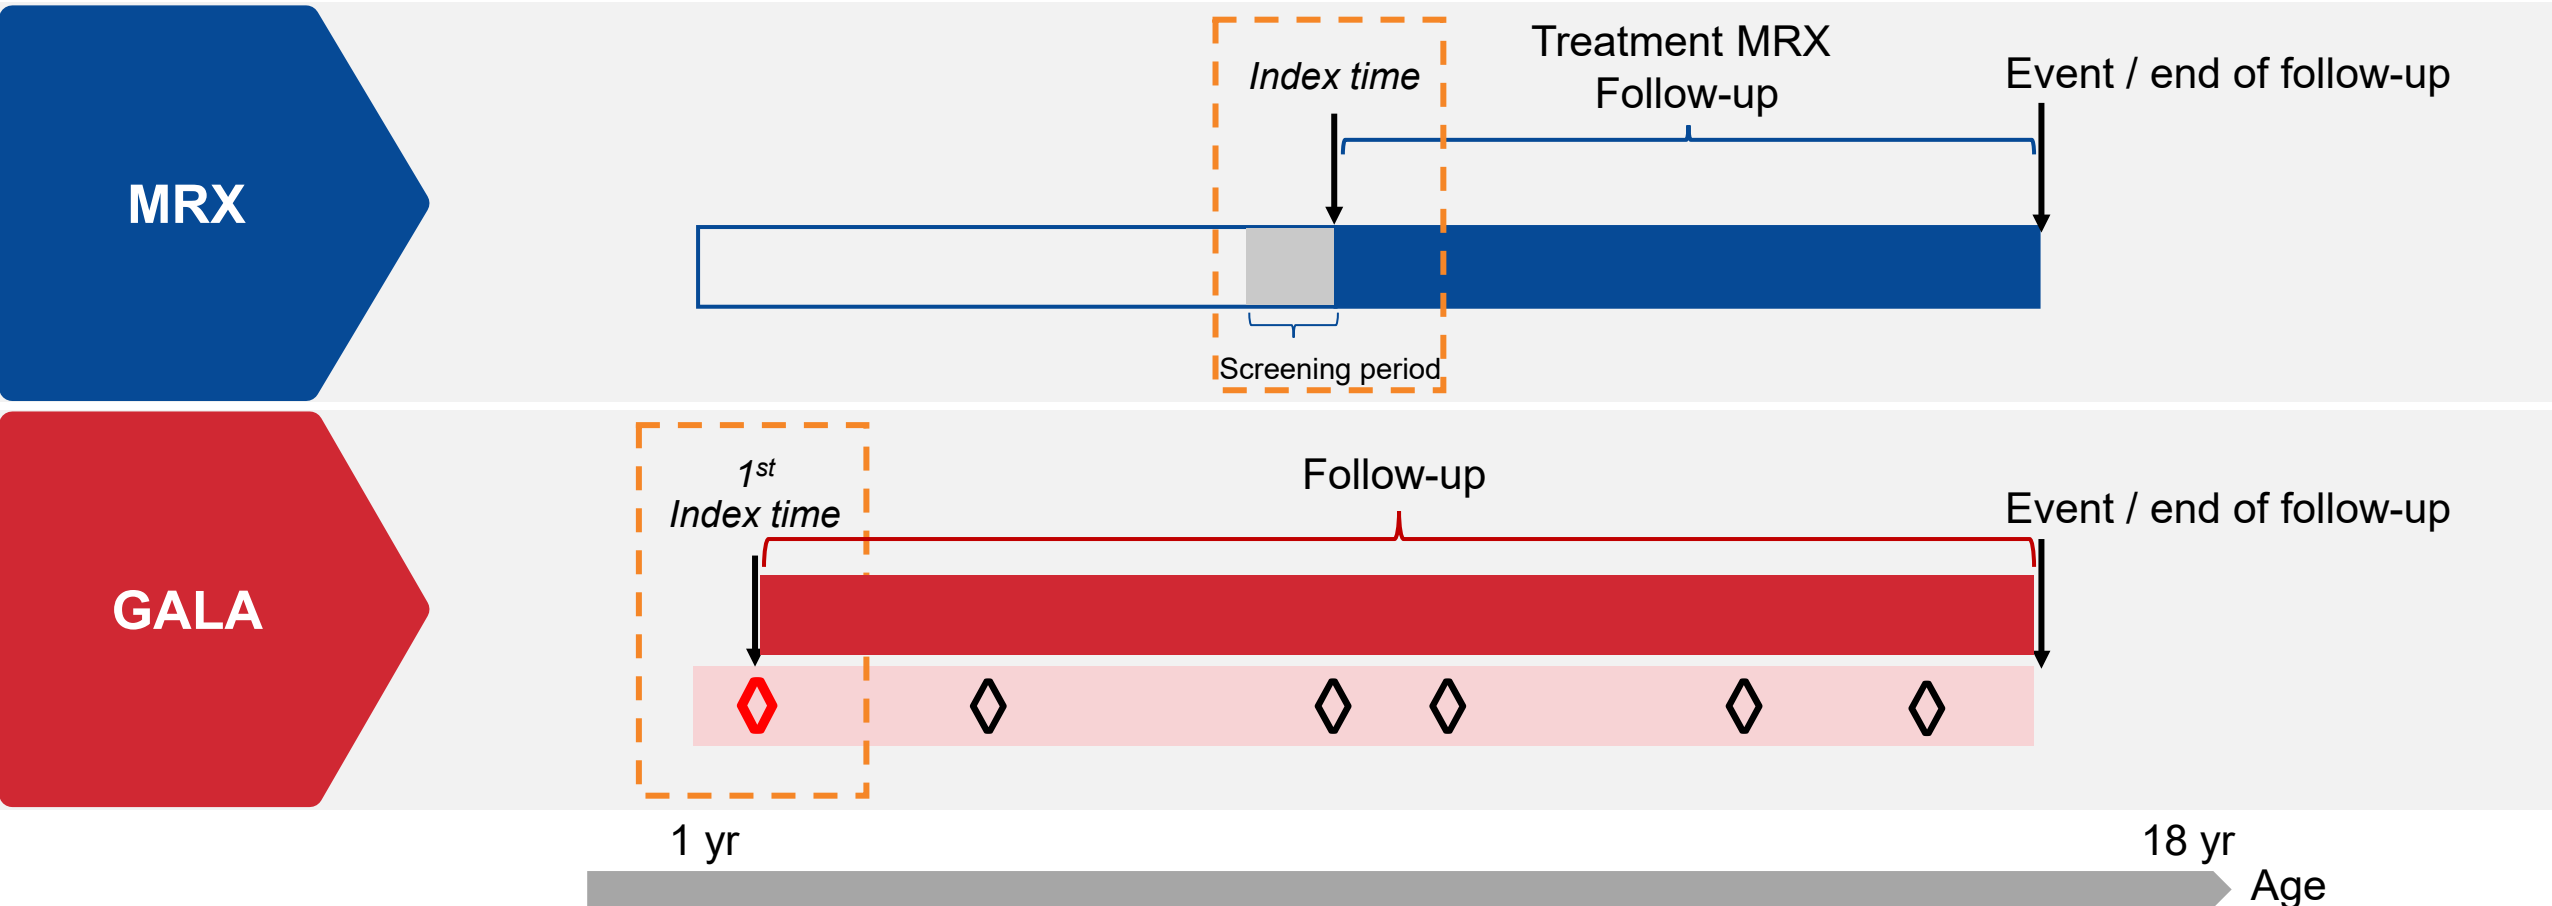 MRX
Index time
Treatment MRX
Follow-up
Event / end of follow-up
Screening period
GALA
1st
Index time
Follow-up
Event / end of follow-up
1 yr
18 yr
Age